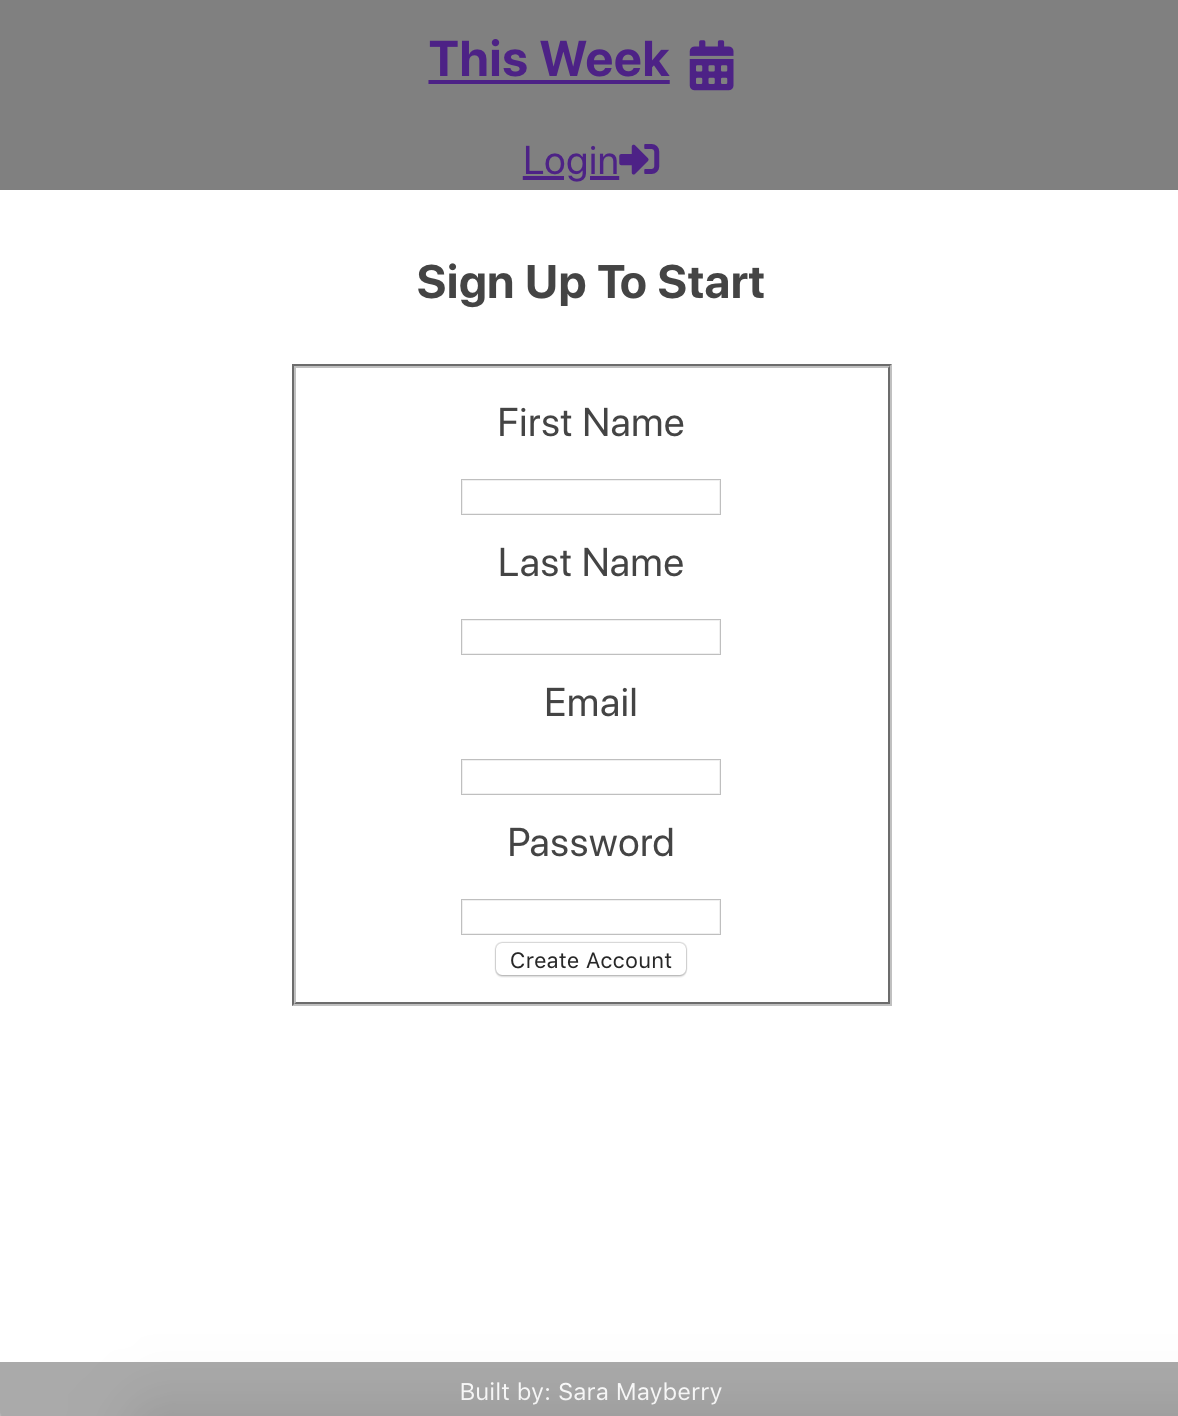 This Week
Login
Sign Up To Start
First Name
Last Name
Email
Password
Create Account
Built by: Sara Mayberry